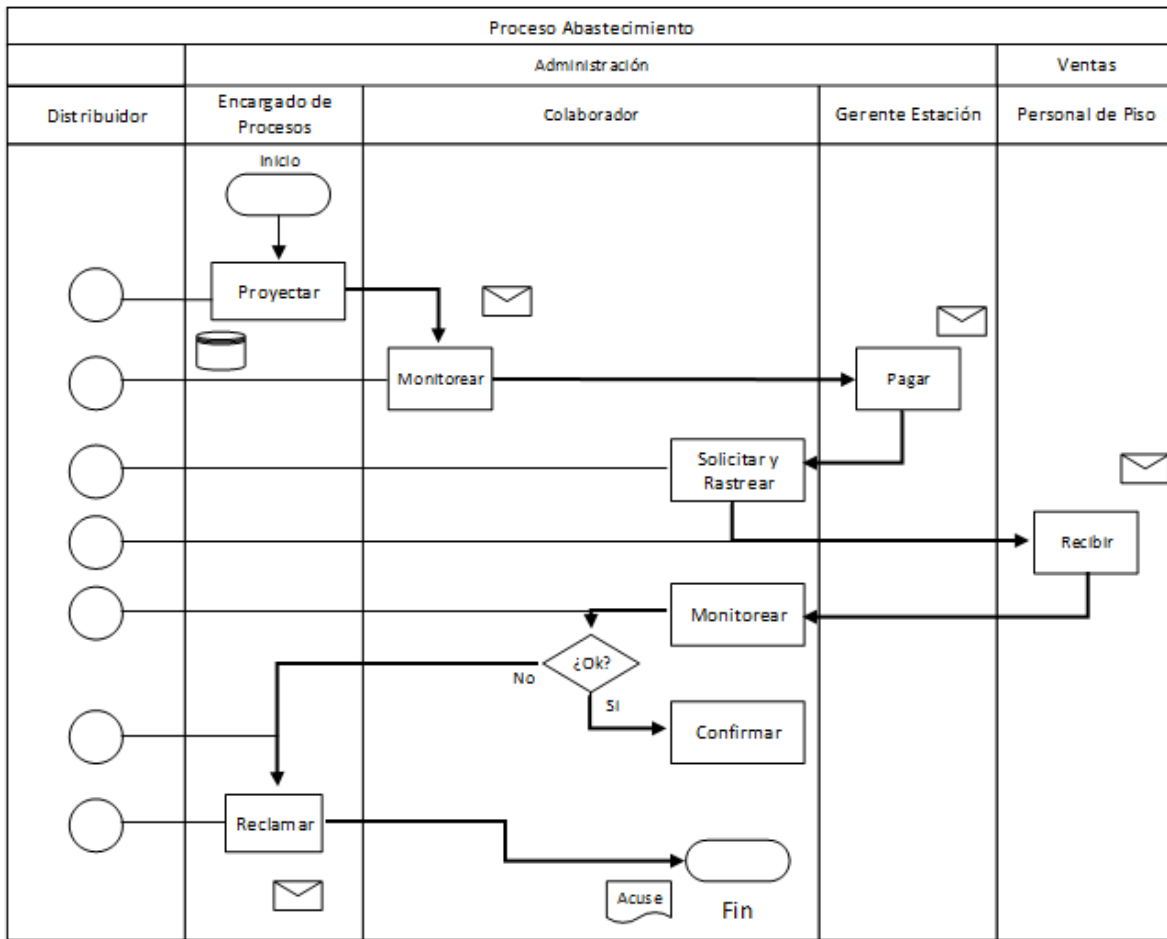 Proceso Abastecimiento
Administración
Ventas
Distribuidor
Encargado de
Procesos
Colaborador
Gerente Estación
Personal de Piso
Inicio
Proyectar
Monitorear
Pagar
Solicitar y
Rastrear
Recibir
Monitorear
¿Ok?
No
Si
Confirmar
Reclamar
Acuse
Fin